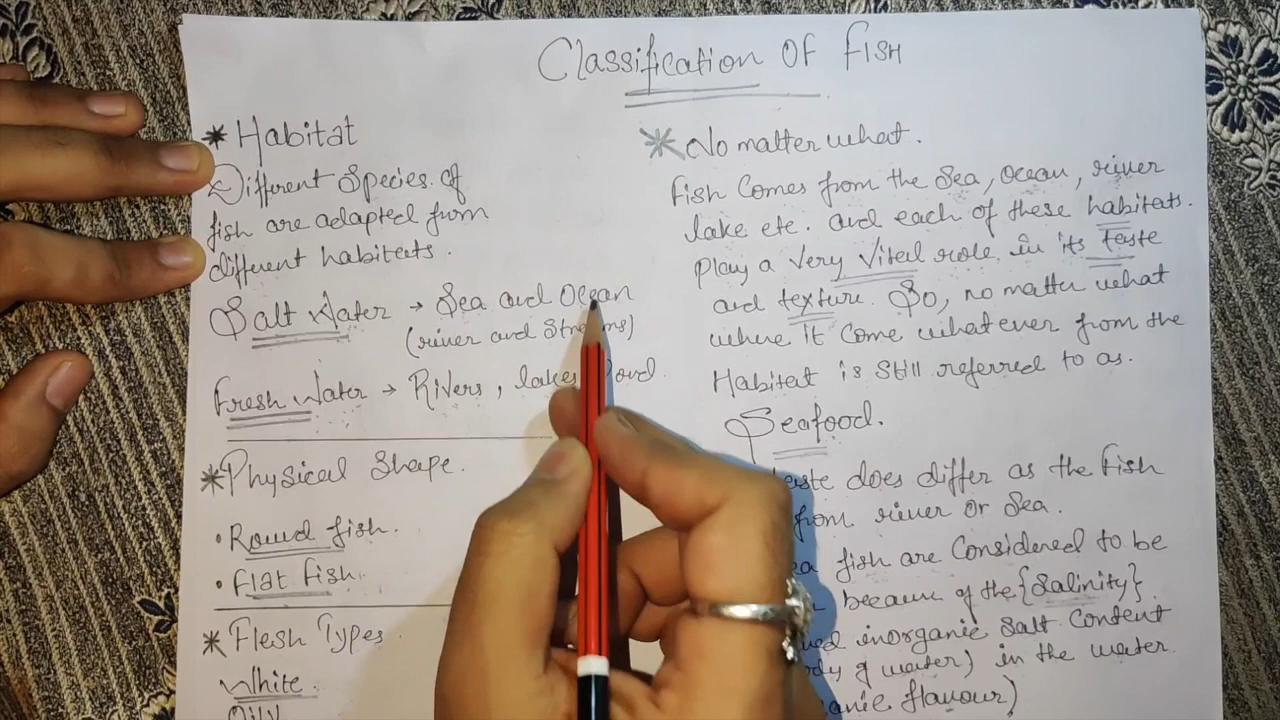 Classification Of Fish
* Habitat
Different Species of
fish are adapted from
different habitats.
Salt Water → Sea and Ocean
(river and Streams)
Fresh Water → Rivers, lakes
* Physical Shape.
• Round fish.
• Flat fish.
* Flesh Types.
White.
Oily
* No matter what.
Fish Comes from the Sea, Ocean, river
lake etc. and each of these habitats.
Play a very vital role in its taste
and texture. So, no matter what
where it come whatever from the
Habitat is still referred to as.
Seafood.
taste does differ as the Fish
from river or Sea.
fish are Considered to be
because of the {Salinity}.
inorganic salt content
of water) in the water.
flavour)